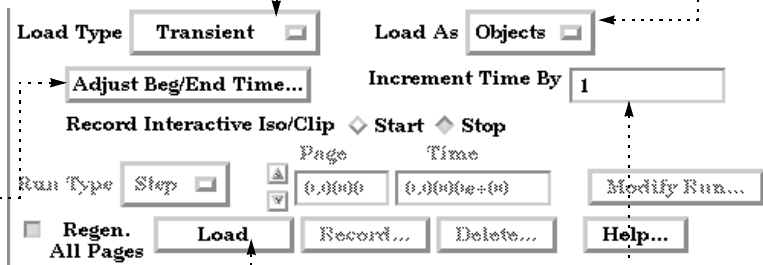 Load Type Transient Load As Objects
Adjust Beg/End Time... Increment Time By 1
Record Interactive Iso/Clip Start Stop
Page Time
Run Type Step 0.0000 0.0000e+00 Modify Run...
Regen.
All Pages Load Record... Delete... Help...